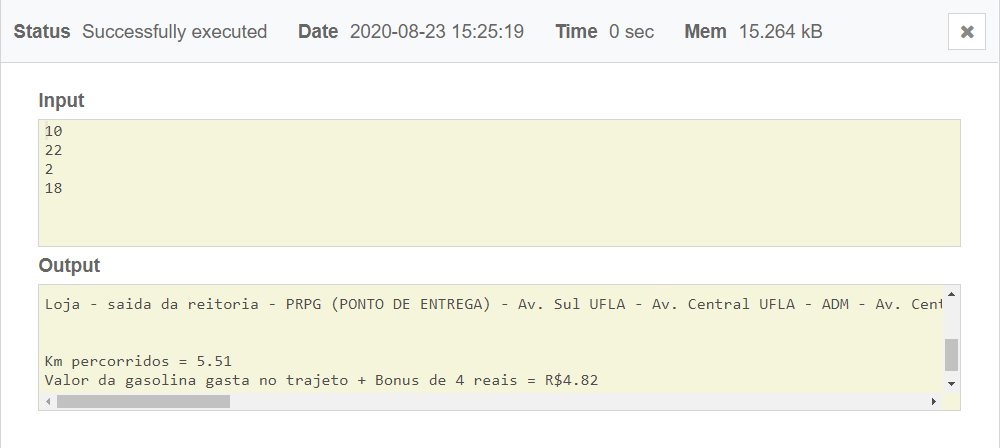 Status Successfully executed Date 2020-08-23 15:25:19 Time 0 sec Mem 15.264 kB
Input
10
22
2
18
Output
Loja - saida da reitoria - PRPG (PONTO DE ENTREGA) - Av. Sul UFLA - Av. Central UFLA - ADM - Av. Cent
Km percorridos = 5.51
Valor da gasolina gasta no trajeto + Bonus de 4 reais = R$4.82